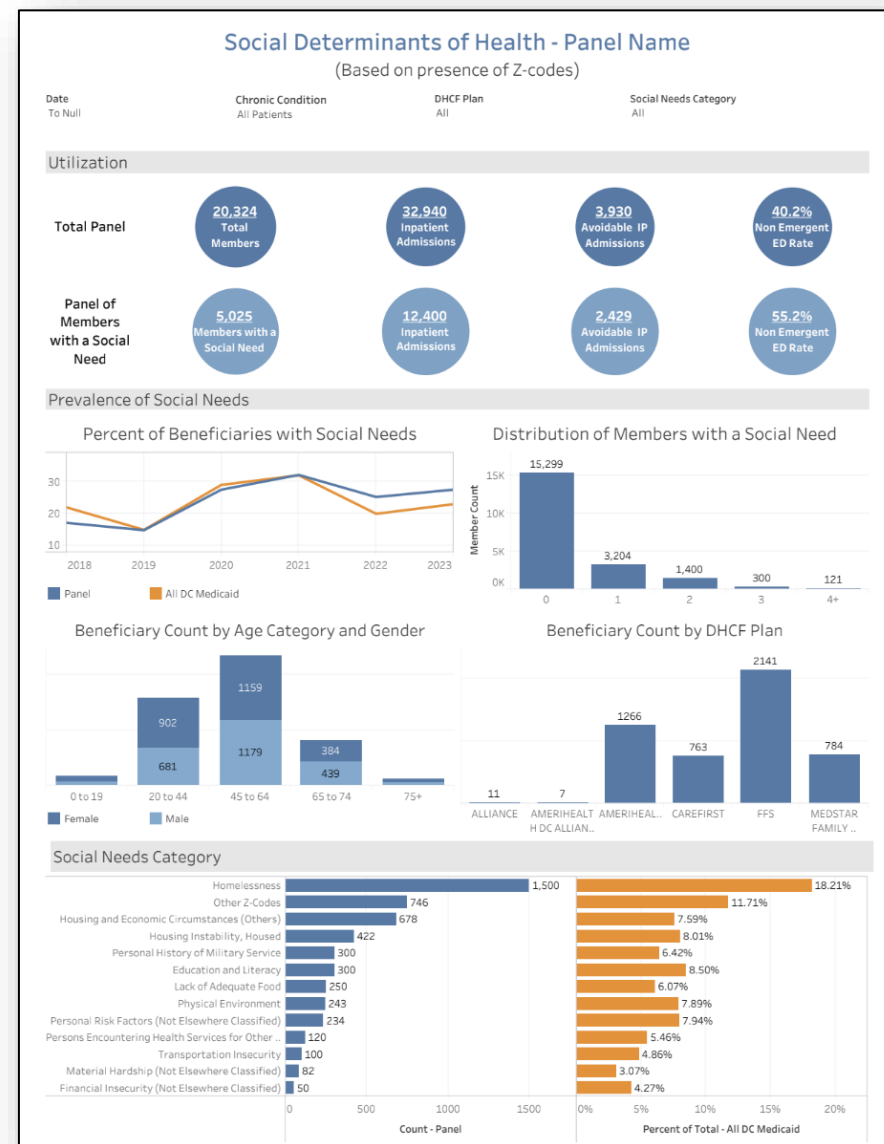 Social Determinants of Health - Panel Name
(Based on presence of Z-codes)
Date
To Null
Chronic Condition
All Patients
DHCF Plan
All
Social Needs Category
All
Utilization
Total Panel
20,324
Total
Members
32,940
Inpatient
Admissions
3,930
Avoidable IP
Admissions
40.2%
Non Emergent
ED Rate
Panel of
Members
with a Social
Need
5,025
Members with a
Social Need
12,400
Inpatient
Admissions
2,429
Avoidable IP
Admissions
55.2%
Non Emergent
ED Rate
Prevalence of Social Needs
Percent of Beneficiaries with Social Needs
30
20
10
2018 2019 2020 2021 2022 2023
Panel All DC Medicaid
Distribution of Members with a Social Need
Member Count
15K
10K
5K
0K
15,299
3,204
1,400
300
121
0 1 2 3 4+
Beneficiary Count by Age Category and Gender
902
681
1159
1179
384
439
0 to 19 20 to 44 45 to 64 65 to 74 75+
Female Male
Beneficiary Count by DHCF Plan
11
7
1266
763
2141
784
ALLIANCE
AMERIHEALT
H DC ALLIAN..
AMERIHEAL..
CAREFIRST
FFS
MEDSTAR
FAMILY ..
Social Needs Category
Homelessness 1,500 18.21%
Other Z-Codes 746 11.71%
Housing and Economic Circumstances (Others) 678 7.59%
Housing Instability, Housed 422 8.01%
Personal History of Military Service 300 6.42%
Education and Literacy 300 8.50%
Lack of Adequate Food 250 6.07%
Physical Environment 243 7.89%
Personal Risk Factors (Not Elsewhere Classified) 234 7.94%
Persons Encountering Health Services for Other .. 120 5.46%
Transportation Insecurity 100 4.86%
Material Hardship (Not Elsewhere Classified) 82 3.07%
Financial Insecurity (Not Elsewhere Classified) 50 4.27%
0 500 1000 1500 0% 5% 10% 15% 20%
Count - Panel Percent of Total - All DC Medicaid